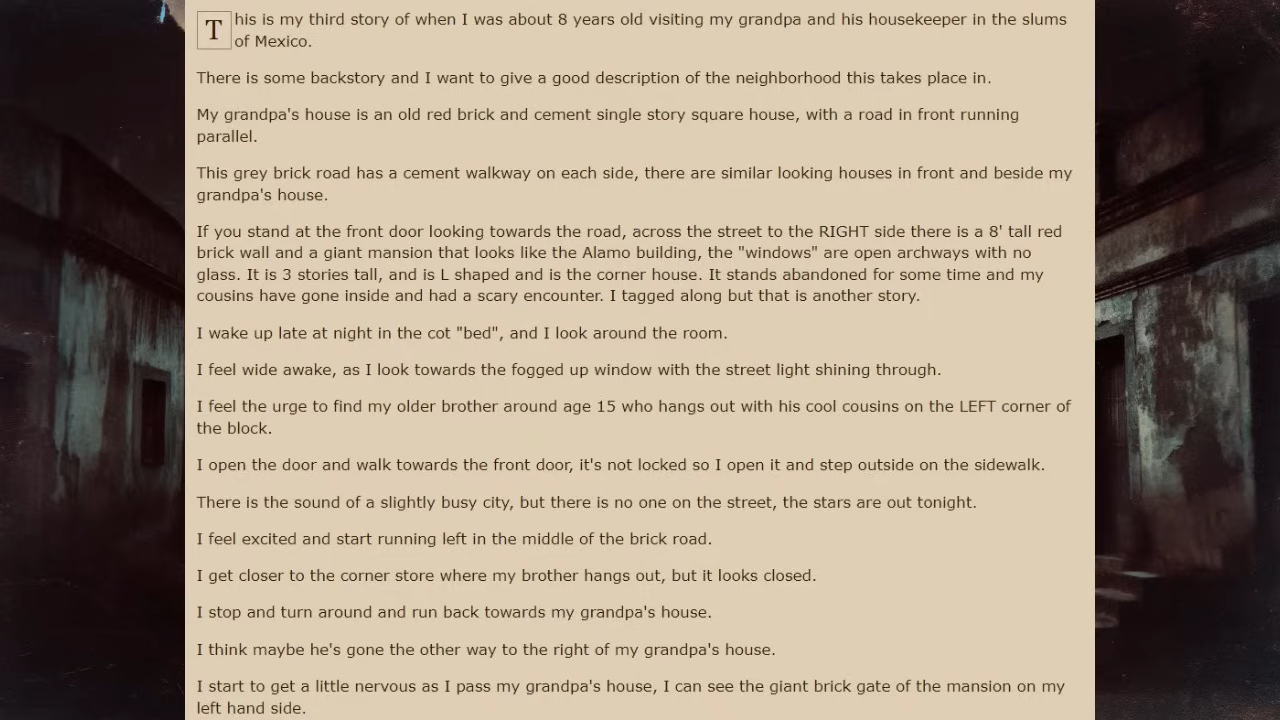 This is my third story of when I was about 8 years old visiting my grandpa and his housekeeper in the slums
of Mexico.
There is some backstory and I want to give a good description of the neighborhood this takes place in.
My grandpa's house is an old red brick and cement single story square house, with a road in front running
parallel.
This grey brick road has a cement walkway on each side, there are similar looking houses in front and beside my
grandpa's house.
If you stand at the front door looking towards the road, across the street to the RIGHT side there is a 8' tall red
brick wall and a giant mansion that looks like the Alamo building, the "windows" are open archways with no
glass. It is 3 stories tall, and is L shaped and is the corner house. It stands abandoned for some time and my
cousins have gone inside and had a scary encounter. I tagged along but that is another story.
I wake up late at night in the cot "bed", and I look around the room.
I feel wide awake, as I look towards the fogged up window with the street light shining through.
I feel the urge to find my older brother around age 15 who hangs out with his cool cousins on the LEFT corner of
the block.
I open the door and walk towards the front door, it's not locked so I open it and step outside on the sidewalk.
There is the sound of a slightly busy city, but there is no one on the street, the stars are out tonight.
I feel excited and start running left in the middle of the brick road.
I get closer to the corner store where my brother hangs out, but it looks closed.
I stop and turn around and run back towards my grandpa's house.
I think maybe he's gone the other way to the right of my grandpa's house.
I start to get a little nervous as I pass my grandpa's house, I can see the giant brick gate of the mansion on my
left hand side.